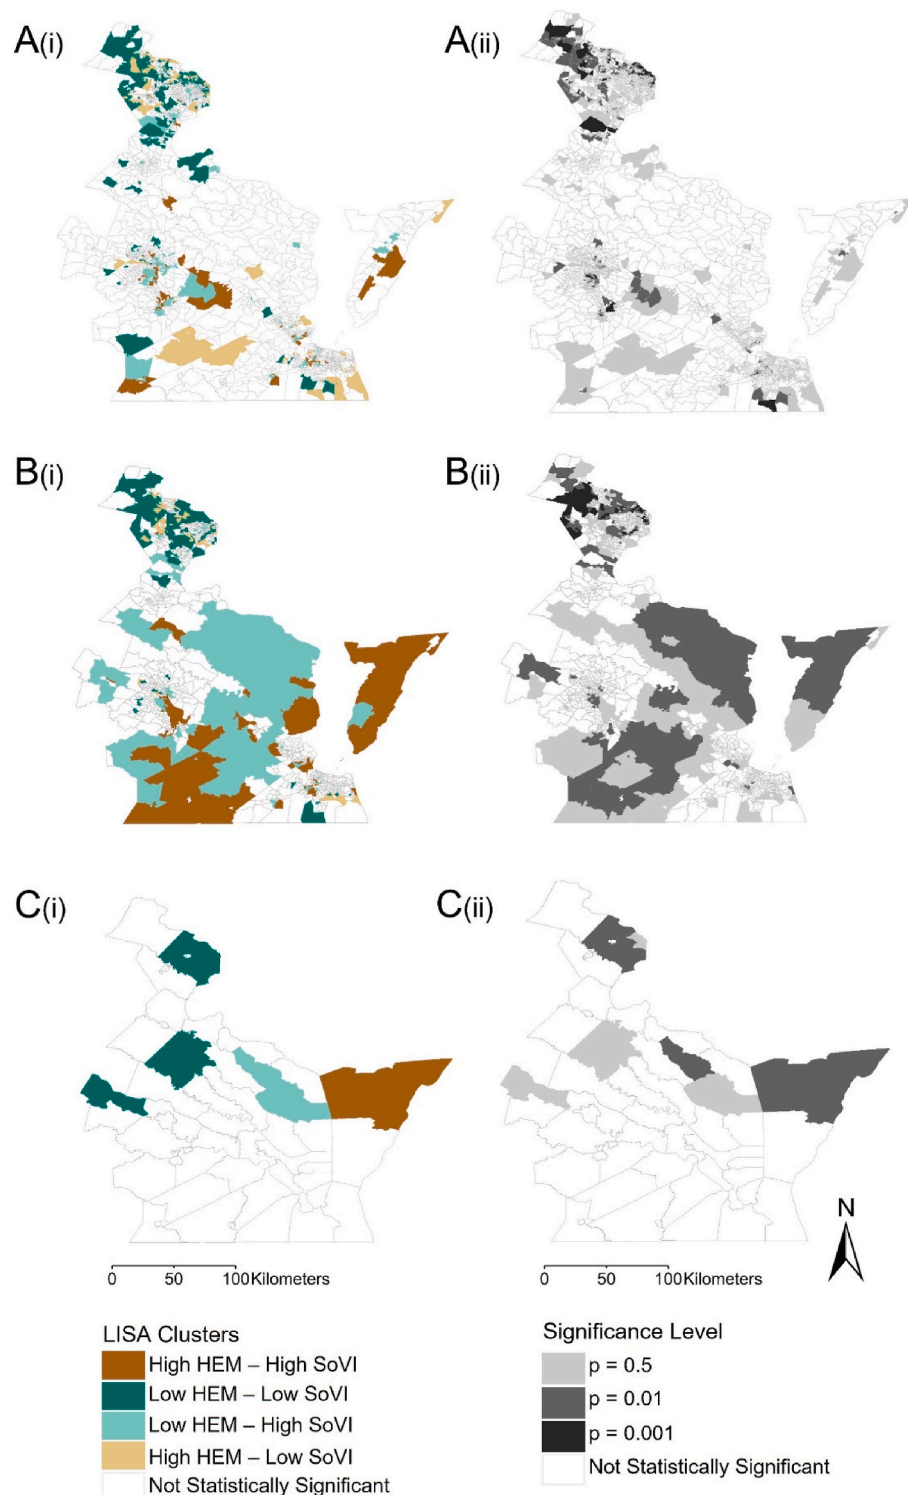 A(i)
A(ii)
B(i)
B(ii)
C(i)
C(ii)
N
0 50 100Kilometers
0 50 100Kilometers
LISA Clusters
High HEM – High SoVI
Low HEM – Low SoVI
Low HEM – High SoVI
High HEM – Low SoVI
Not Statistically Significant
Significance Level
p = 0.5
p = 0.01
p = 0.001
Not Statistically Significant